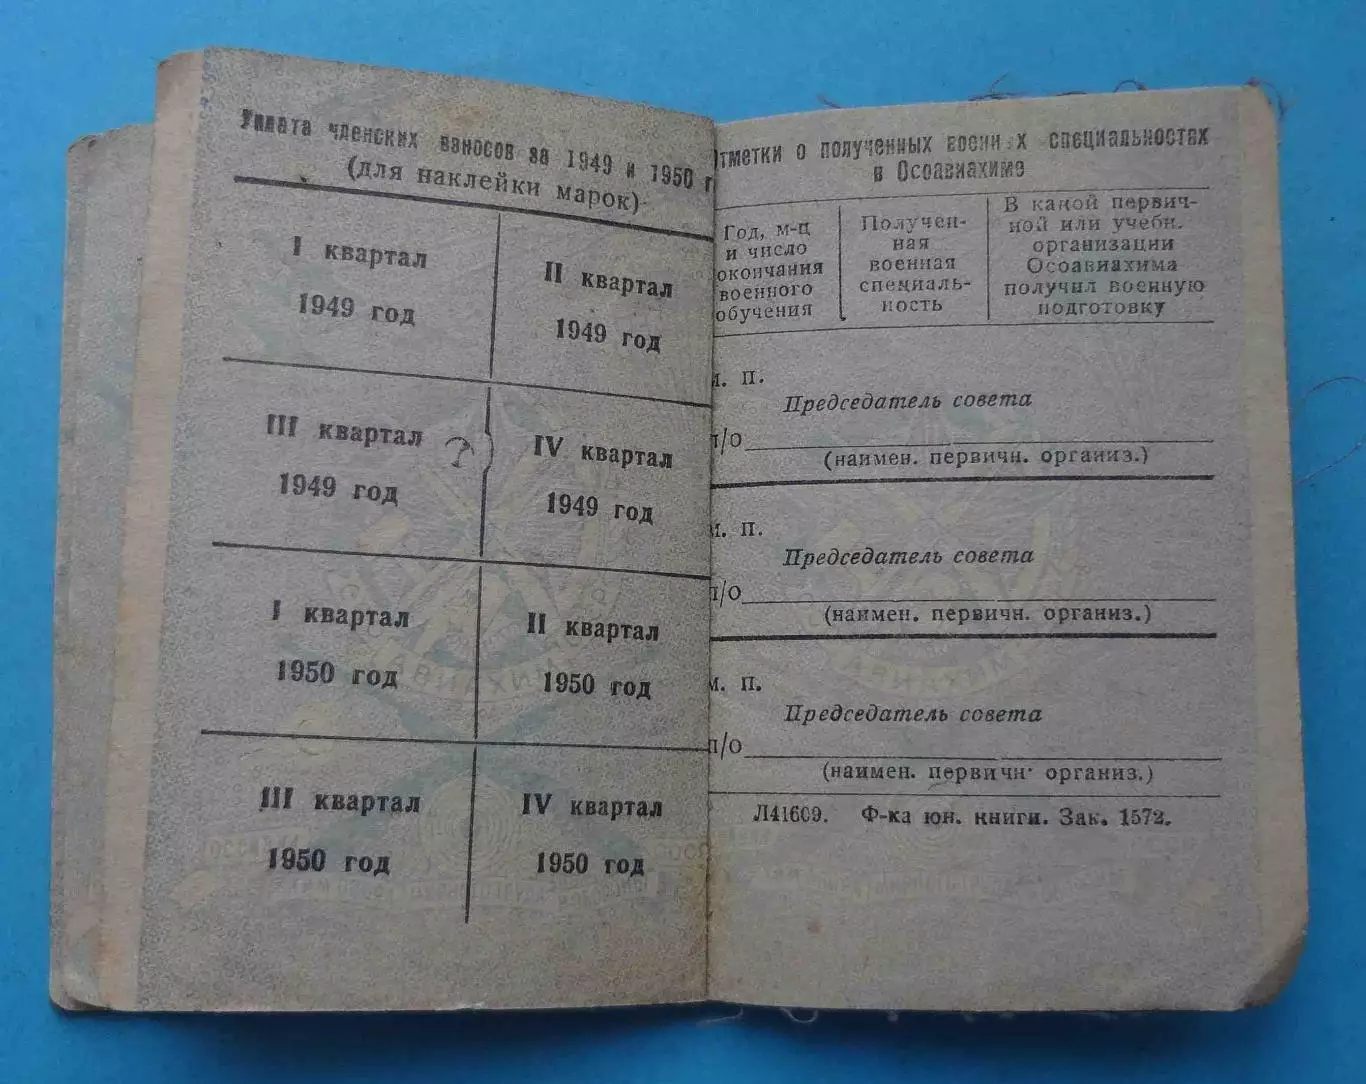 Уплата членских взносов за 1949 и 1950 г
(для наклейки марок)
I квартал
1949 год
II квартал
1949 год
III квартал ?
1949 год
IV квартал
1949 год
I квартал
1950 год
II квартал
1950 год
III квартал
1950 год
IV квартал
1950 год
Отметки о полученных военн х специальностях
в Осоавиахиме
Год, м-ц
и число
окончания
военного
обучения
Получен-
ная
военная
специаль-
ность
В какой первич-
ной или учебн.
организации
Осоавиахима
получил военную
подготовку
М. П.
Председатель совета
п/о
(наимен. первичн. организ.)
М. П.
Председатель совета
п/о
(наимен. первичн. организ.)
М. П.
Председатель совета
п/о
(наимен. первичн. организ.)
Л41609. Ф-ка юн. книги. Зак. 1572.